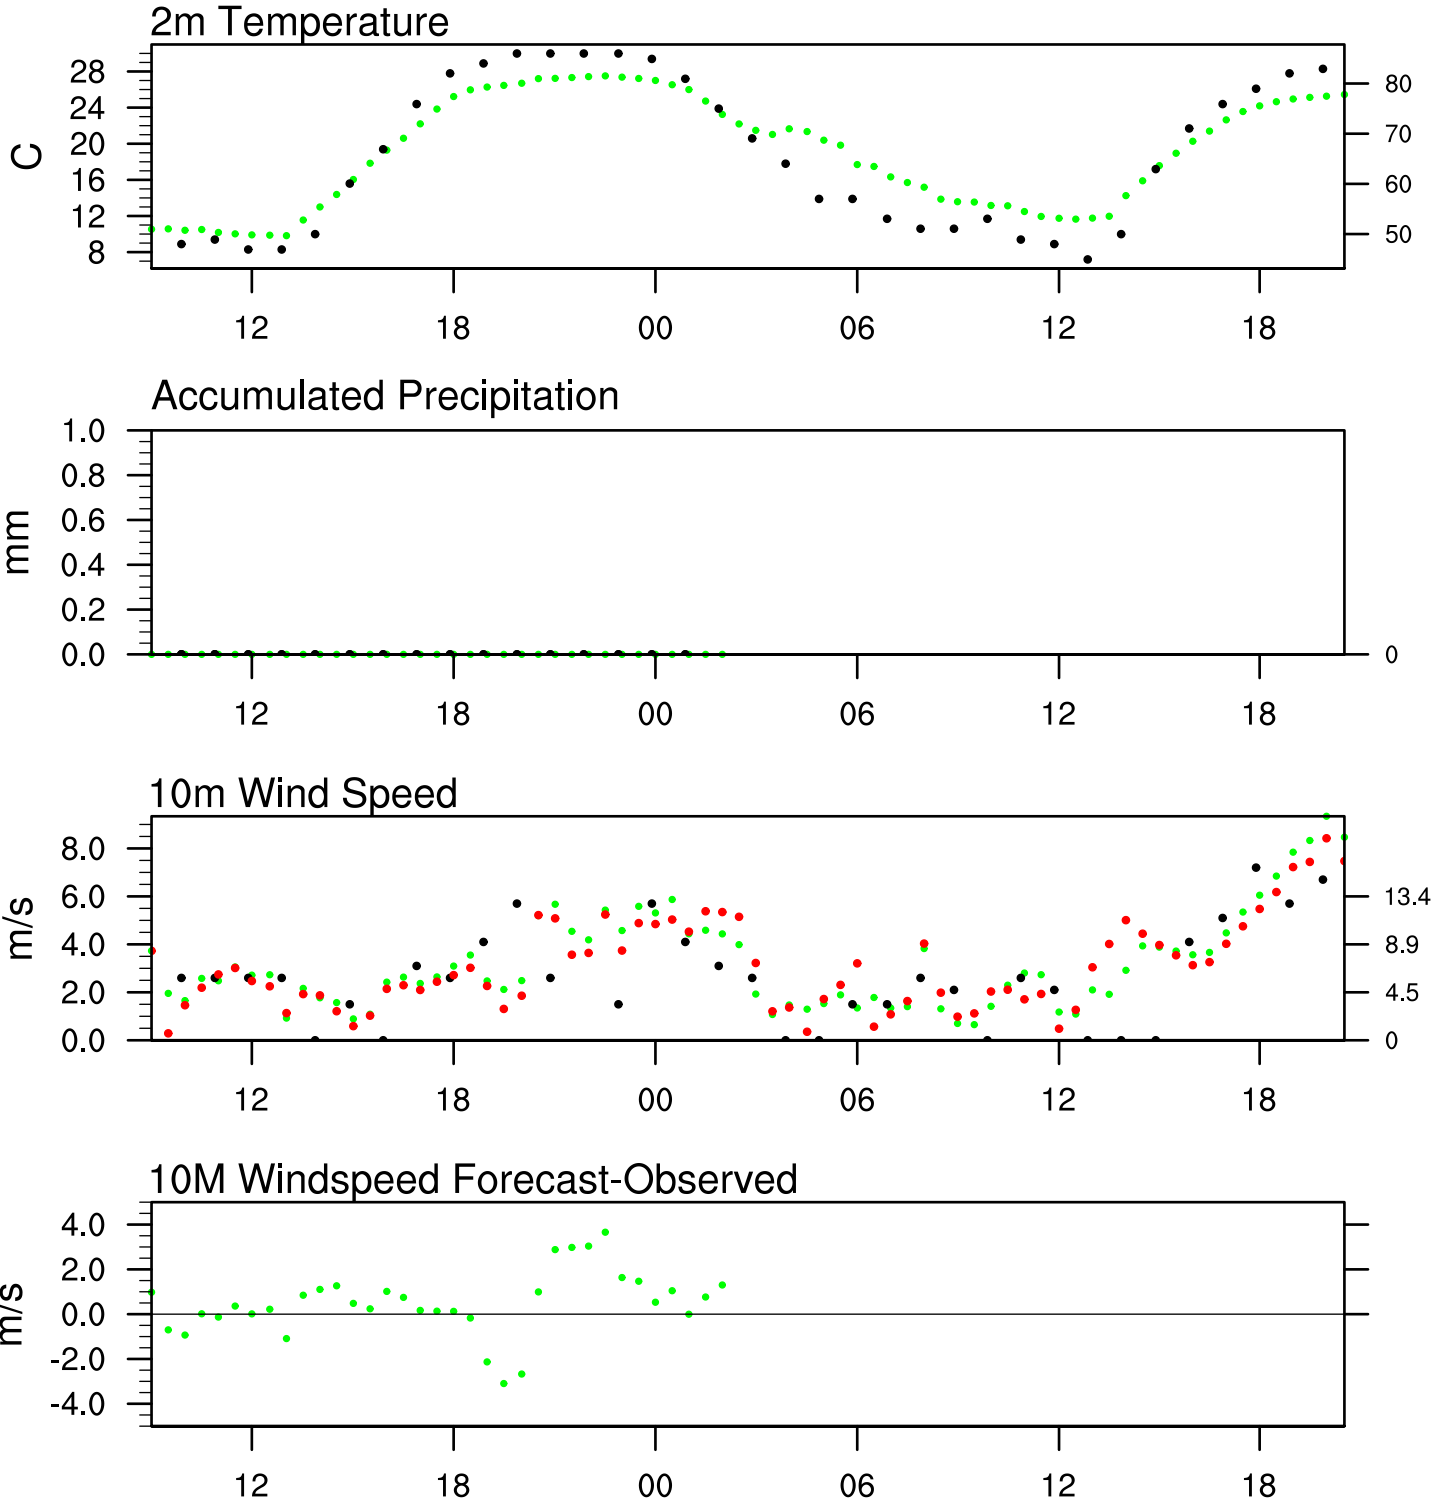 2m Temperature
C
28
24
20
16
12
8
80
70
60
50
12 18 00 06 12 18
Accumulated Precipitation
mm
1.0
0.8
0.6
0.4
0.2
0.0
0
12 18 00 06 12 18
10m Wind Speed
m/s
8.0
6.0
4.0
2.0
0.0
13.4
8.9
4.5
0
12 18 00 06 12 18
10M Windspeed Forecast-Observed
m/s
4.0
2.0
0.0
-2.0
-4.0
12 18 00 06 12 18